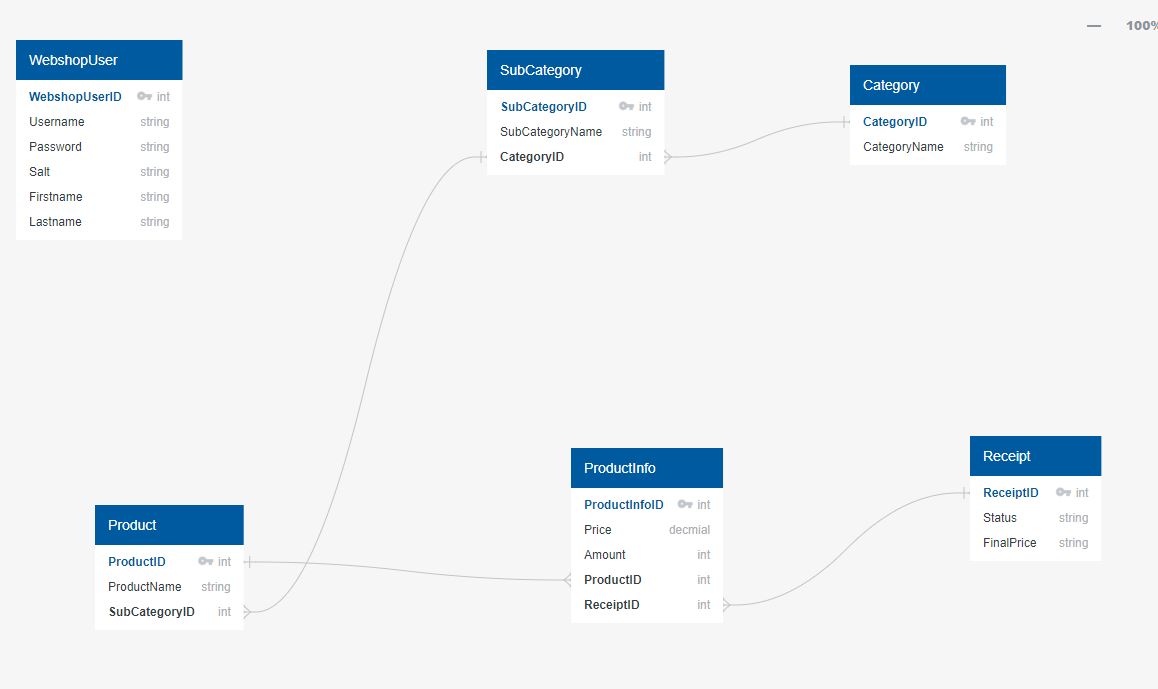 100%
WebshopUser
WebshopUserID int
Username string
Password string
Salt string
Firstname string
Lastname string
SubCategory
SubCategoryID int
SubCategoryName string
CategoryID int
Category
CategoryID int
CategoryName string
Product
ProductID int
ProductName string
SubCategoryID int
ProductInfo
ProductInfoID int
Price decmial
Amount int
ProductID int
ReceiptID int
Receipt
ReceiptID int
Status string
FinalPrice string